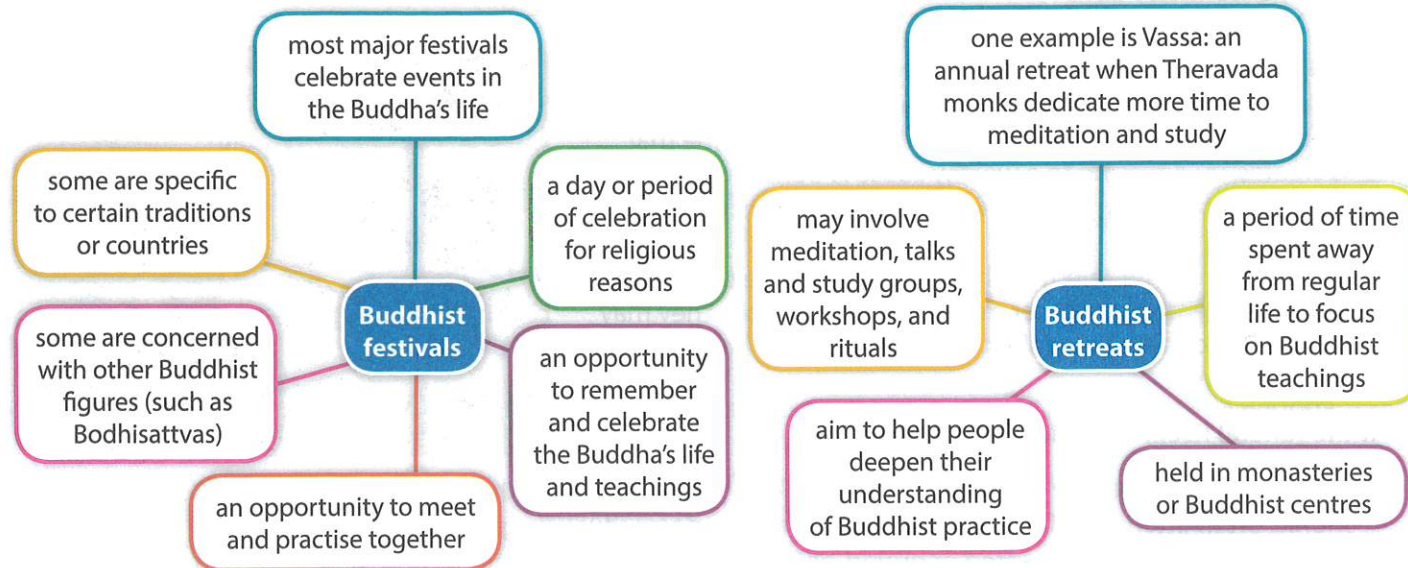 most major festivals
celebrate events in
the Buddha's life
some are specific
to certain traditions
or countries
a day or period
of celebration
for religious
reasons
Buddhist
festivals
some are concerned
with other Buddhist
figures (such as
Bodhisattvas)
an opportunity
to remember
and celebrate
the Buddha's life
and teachings
an opportunity to meet
and practise together
one example is Vassa: an
annual retreat when Theravada
monks dedicate more time to
meditation and study
may involve
meditation, talks
and study groups,
workshops, and
rituals
a period of time
spent away
from regular
life to focus
on Buddhist
teachings
Buddhist
retreats
aim to help people
deepen their
understanding
of Buddhist practice
held in monasteries
or Buddhist centres